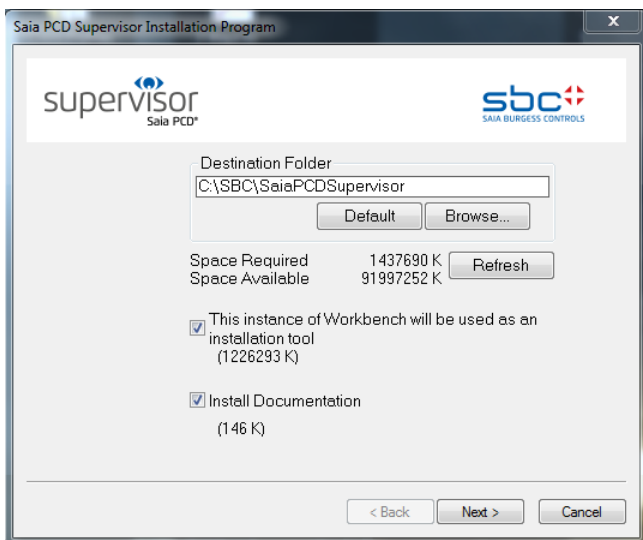 Saia PCD Supervisor Installation Program
X
supervisor
Saia PCD®
sbc
SAIA BURGESS CONTROLS
Destination Folder
C:\SBC\SaiaPCDSupervisor
Default Browse...
Space Required 1437690 K
Space Available 91997252 K
Refresh
This instance of Workbench will be used as an
installation tool
(1226293 K)
Install Documentation
(146 K)
< Back Next > Cancel